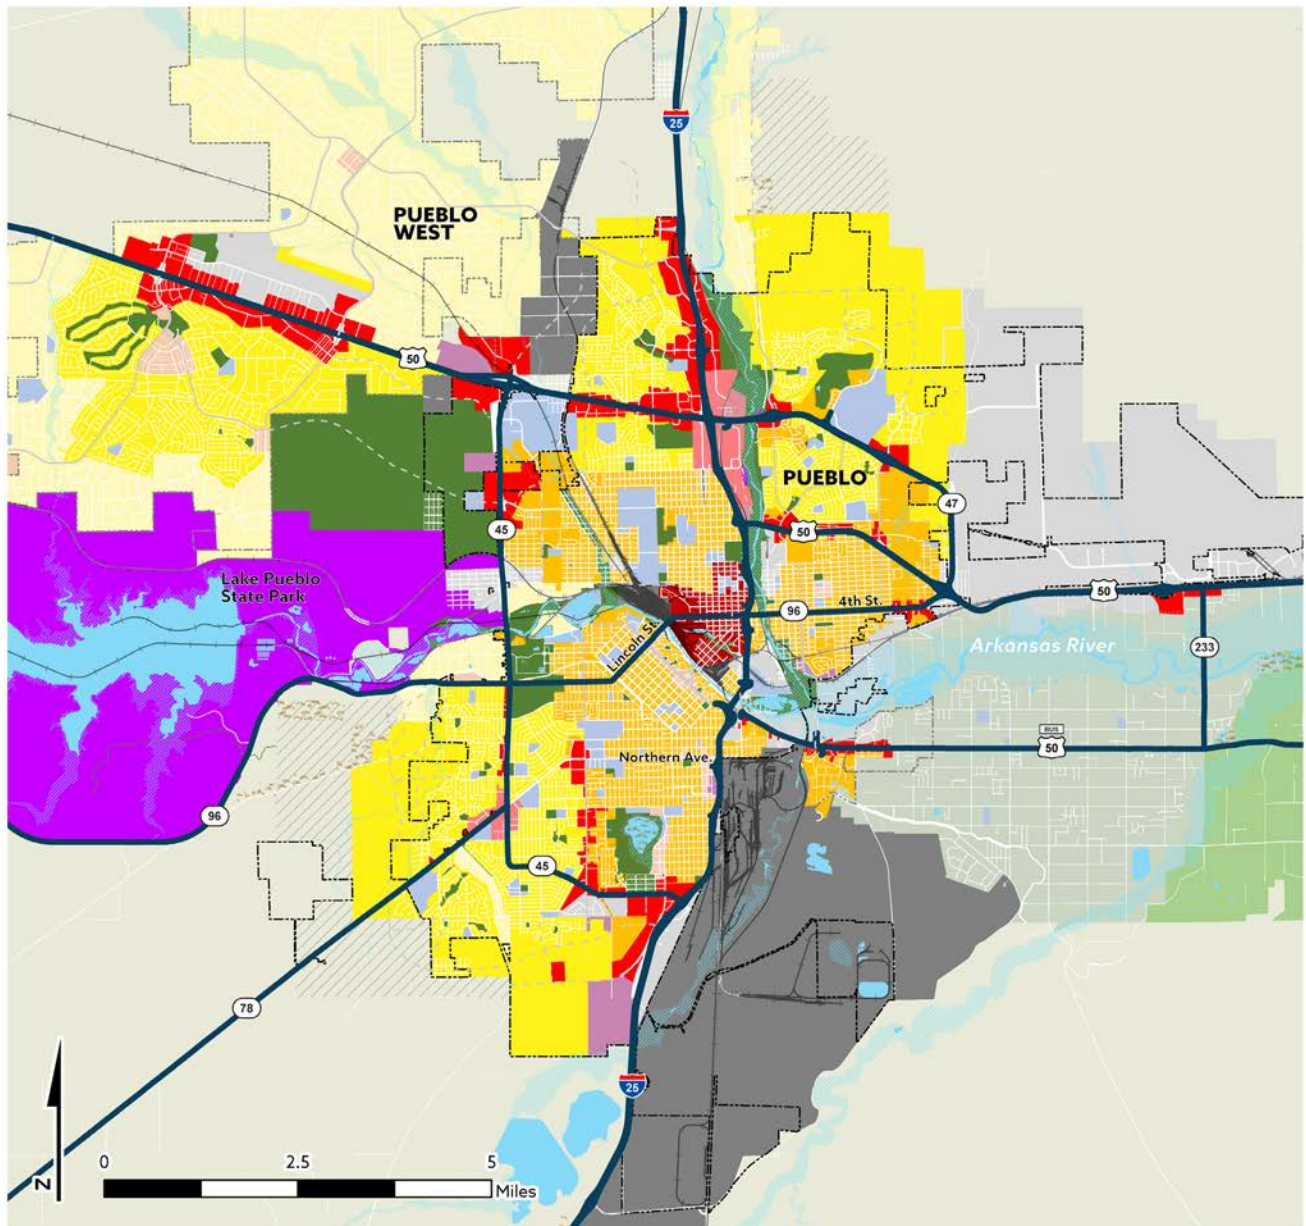 25
PUEBLO
WEST
50
PUEBLO
47
45
50
Lake Pueblo
State Park
4th St.
96
50
Lincoln St.
Arkansas River
233
BUS
50
Northern Ave.
96
45
78
25
N
0 2.5 5
Miles